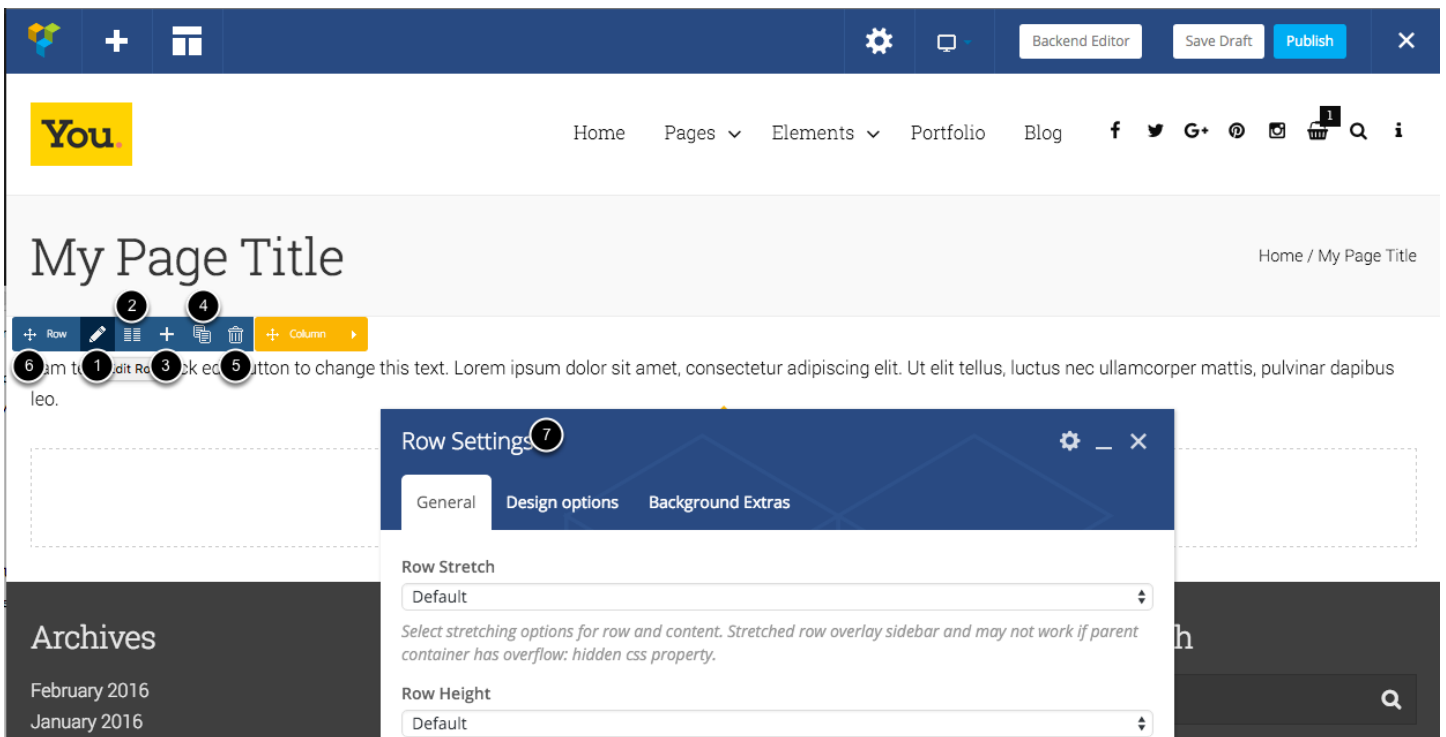 Backend Editor Save Draft Publish
You.
Home Pages Elements Portfolio Blog 1
My Page Title
Home / My Page Title
2 4
Row Column
6 1 3 5
am te dit Ro ck ed utton to change this text. Lorem ipsum dolor sit amet, consectetur adipiscing elit. Ut elit tellus, luctus nec ullamcorper mattis, pulvinar dapibus
leo.
Row Settings 7
General Design options Background Extras
Row Stretch
Default
Select stretching options for row and content. Stretched row overlay sidebar and may not work if parent
container has overflow: hidden css property.
Row Height
Default
Archives
h
February 2016
January 2016